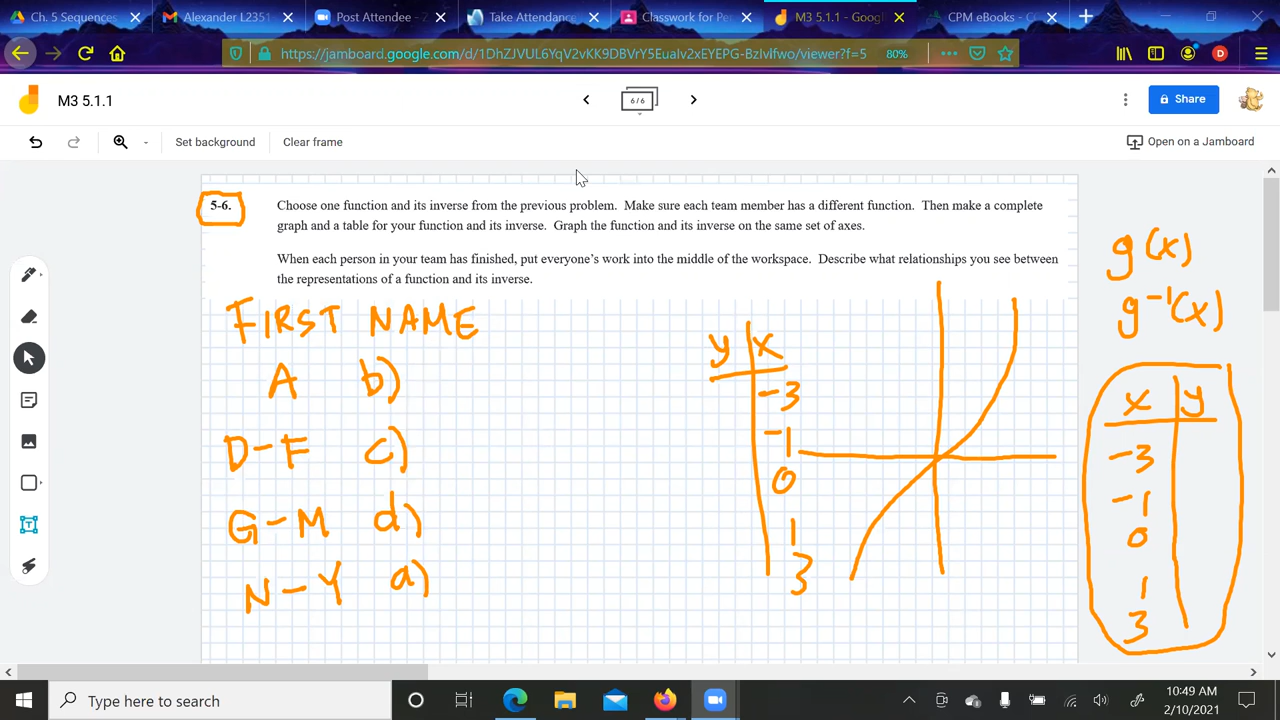 Ch. 5 Sequences
Alexander L2351
Post Attendee - Z
Take Attendance
Classwork for Per
M3 5.1.1 - Goog
CPM eBooks - Co
https://jamboard.google.com/d/1DhZJVUL6YqV2vKK9DBVrY5EuaIv2xEYEPG-BzIvlfwo/viewer?f=5
80%
M3 5.1.1
6 / 6
Share
Set background
Clear frame
Open on a Jamboard
5-6.
Choose one function and its inverse from the previous problem. Make sure each team member has a different function. Then make a complete
graph and a table for your function and its inverse. Graph the function and its inverse on the same set of axes.
When each person in your team has finished, put everyone's work into the middle of the workspace. Describe what relationships you see between
the representations of a function and its inverse.
FIRST NAME
A b)
D-F c)
G-M d)
N-Y a)
y x
-3
-1
0
1
3
g(x)
g⁻¹(x)
x y
-3
-1
0
1
3
Type here to search
10:49 AM
2/10/2021